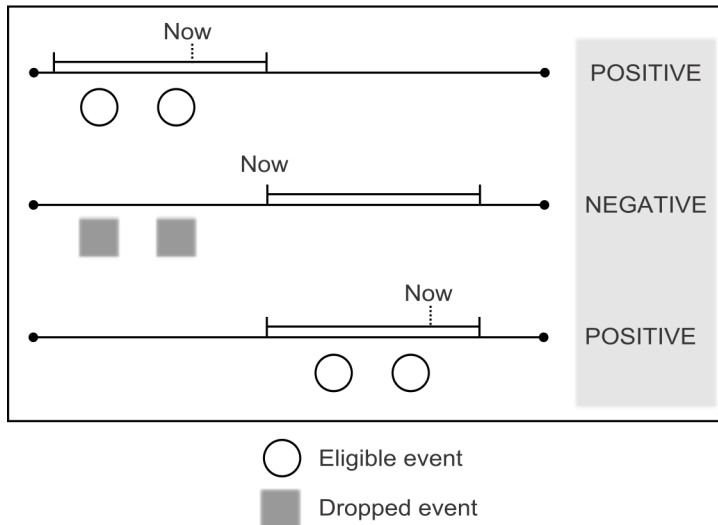 Now
POSITIVE
Now
NEGATIVE
Now
POSITIVE
Eligible event
Dropped event